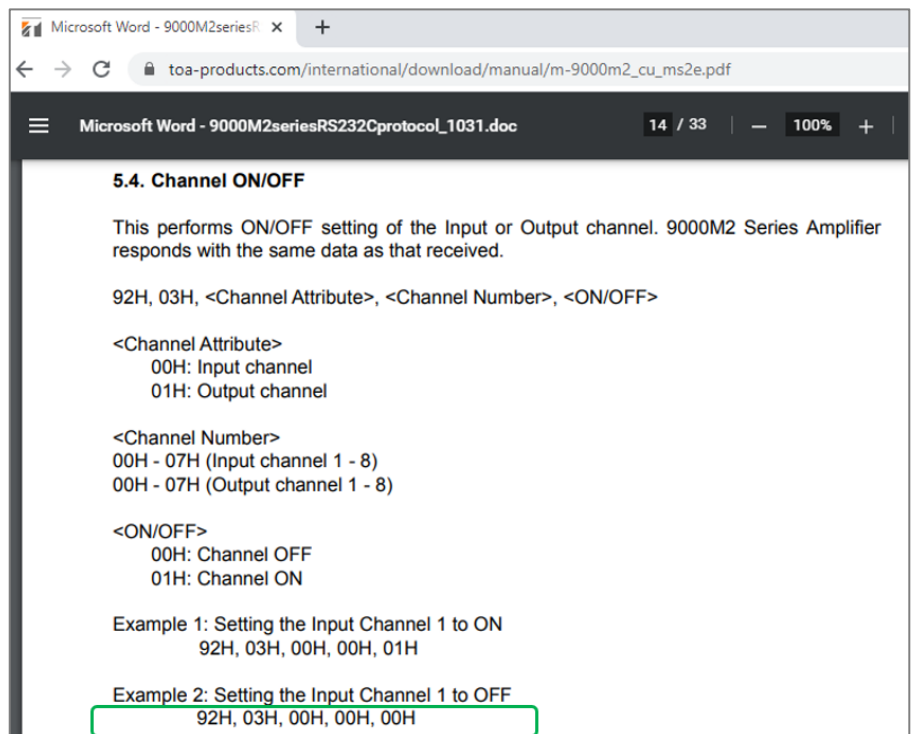 Microsoft Word - 9000M2seriesR
toa-products.com/international/download/manual/m-9000m2_cu_ms2e.pdf
Microsoft Word - 9000M2seriesRS232Cprotocol_1031.doc 14 / 33 100%
5.4. Channel ON/OFF
This performs ON/OFF setting of the Input or Output channel. 9000M2 Series Amplifier
responds with the same data as that received.
92H, 03H, <Channel Attribute>, <Channel Number>, <ON/OFF>
<Channel Attribute>
00H: Input channel
01H: Output channel
<Channel Number>
00H - 07H (Input channel 1 - 8)
00H - 07H (Output channel 1 - 8)
<ON/OFF>
00H: Channel OFF
01H: Channel ON
Example 1: Setting the Input Channel 1 to ON
92H, 03H, 00H, 00H, 01H
Example 2: Setting the Input Channel 1 to OFF
92H, 03H, 00H, 00H, 00H